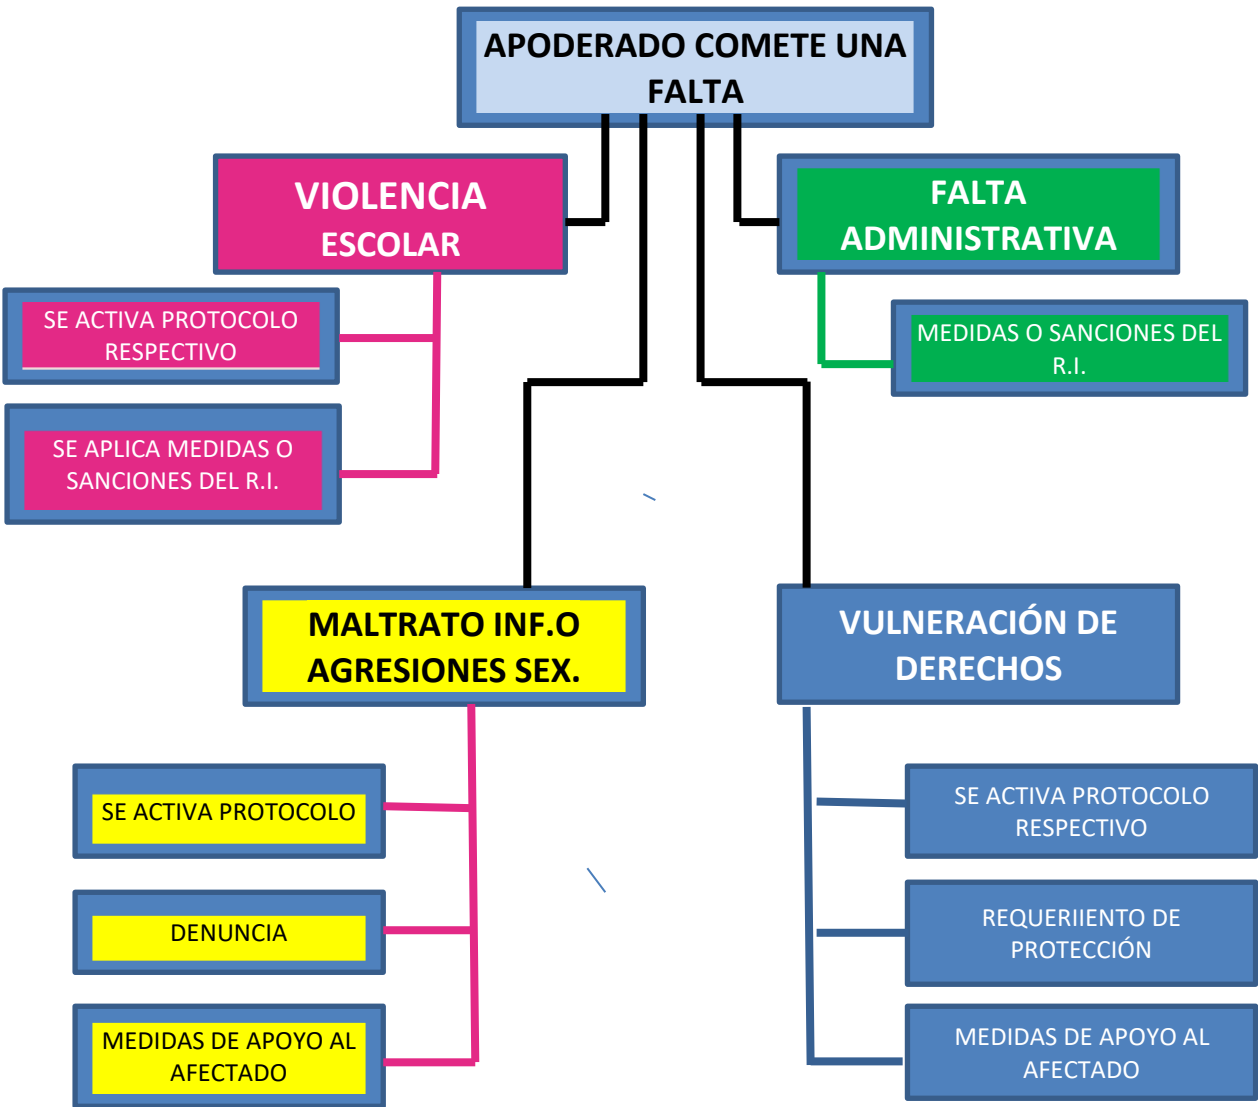 APODERADO COMETE UNA
FALTA
VIOLENCIA
ESCOLAR
FALTA
ADMINISTRATIVA
SE ACTIVA PROTOCOLO
RESPECTIVO
MEDIDAS O SANCIONES DEL
R.I.
SE APLICA MEDIDAS O
SANCIONES DEL R.I.
MALTRATO INF.O
AGRESIONES SEX.
VULNERACIÓN DE
DERECHOS
SE ACTIVA PROTOCOLO
SE ACTIVA PROTOCOLO
RESPECTIVO
DENUNCIA
REQUERIIENTO DE
PROTECCIÓN
MEDIDAS DE APOYO AL
AFECTADO
MEDIDAS DE APOYO AL
AFECTADO